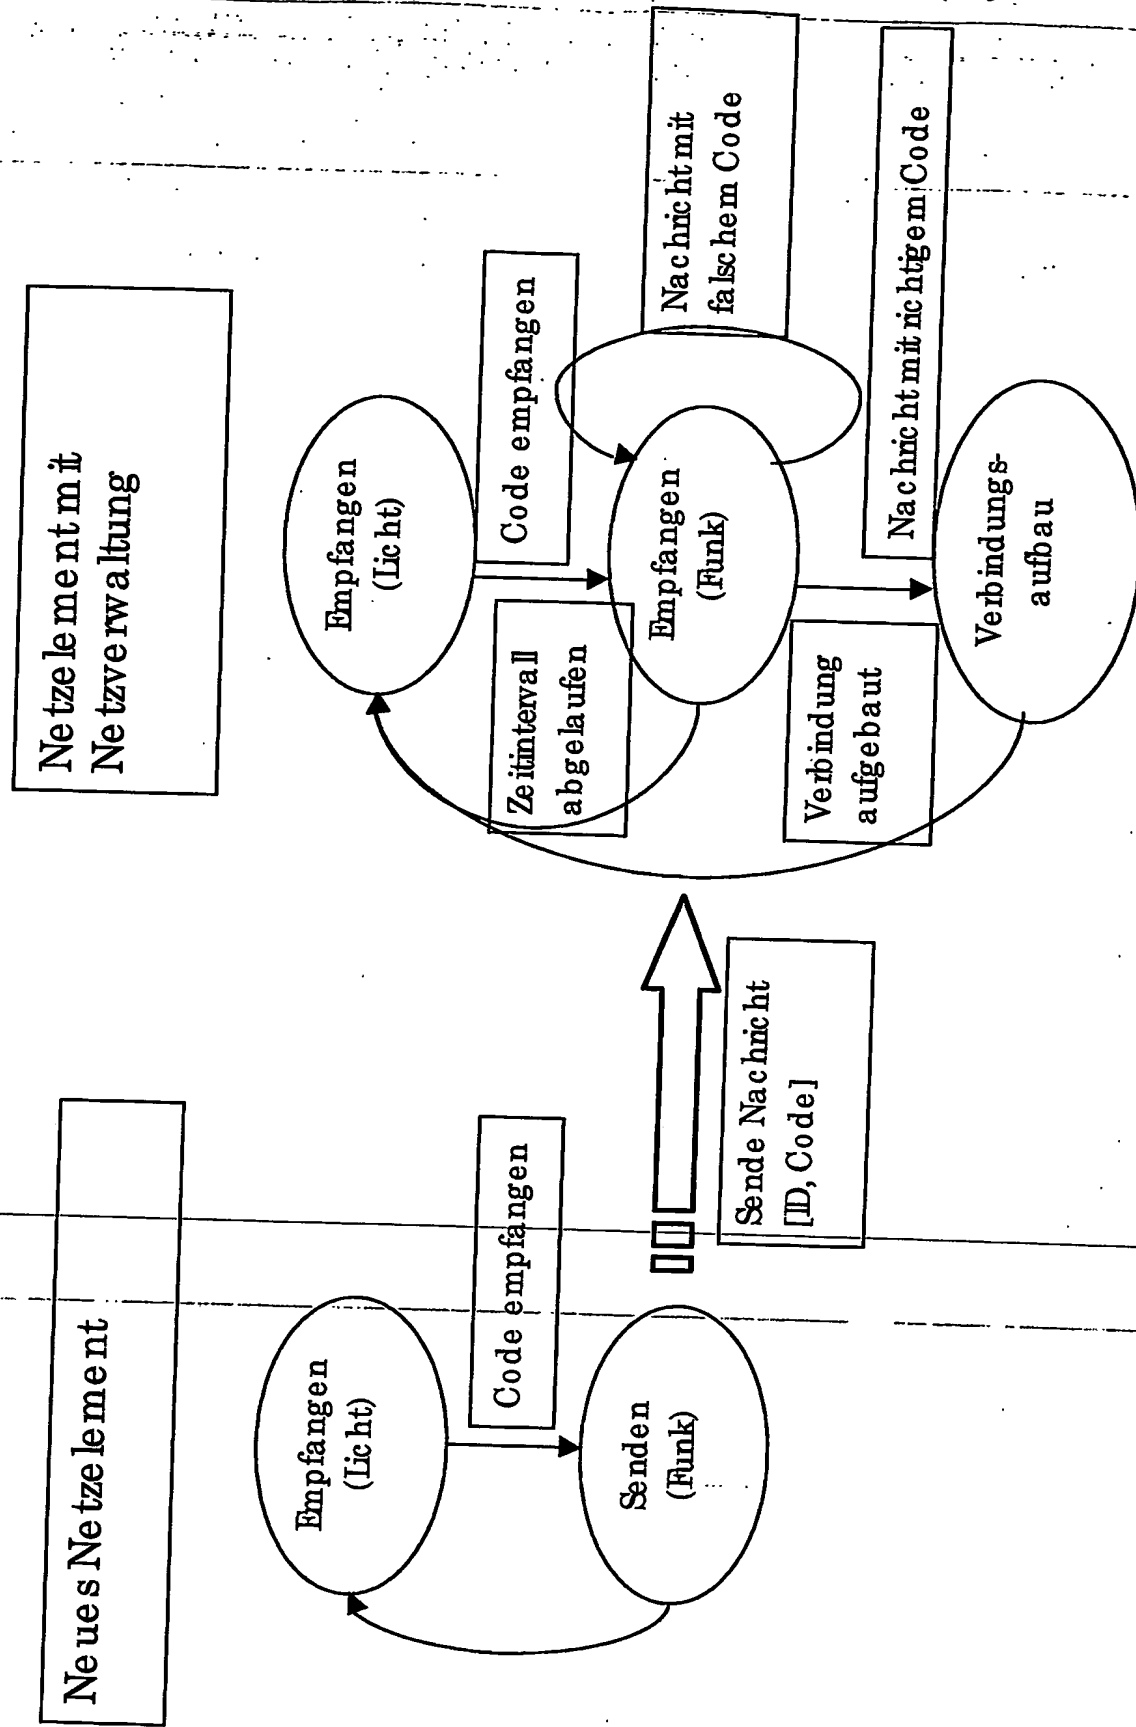 Neues Netzelement
Empfangen
(Licht)
Code empfangen
Senden
(Funk)
Sende Nachricht
[ID, Code]
Netzelement mit
Netzverwaltung
Empfangen
(Licht)
Code empfangen
Zeitintervall
abgelaufen
Empfangen
(Funk)
Nachricht mit
falschem Code
Nachricht mit richtigem Code
Verbindung
aufgebaut
Verbindungs-
aufbau